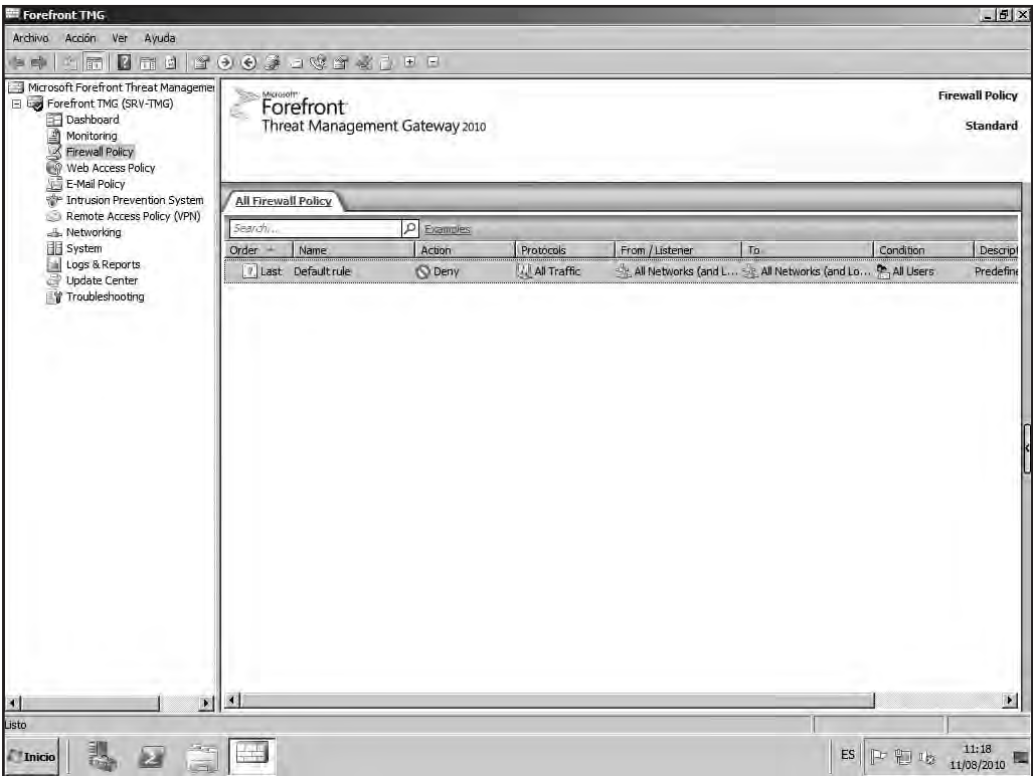 Forefront TMG
Archivo Acción Ver Ayuda
Microsoft Forefront Threat Managemer
Forefront TMG (SRV-TMG)
Dashboard
Monitoring
Firewall Policy
Web Access Policy
E-Mail Policy
Intrusion Prevention System
Remote Access Policy (VPN)
Networking
System
Logs & Reports
Update Center
Troubleshooting
Microsoft
Forefront
Threat Management Gateway 2010
Firewall Policy
Standard
All Firewall Policy
Search... Examples
Order Name Action Protocols From / Listener To Condition Descript
Last Default rule Deny All Traffic All Networks (and L... All Networks (and Lo... All Users Predefine
Listo
Inicio ES 11:18
11/08/2010